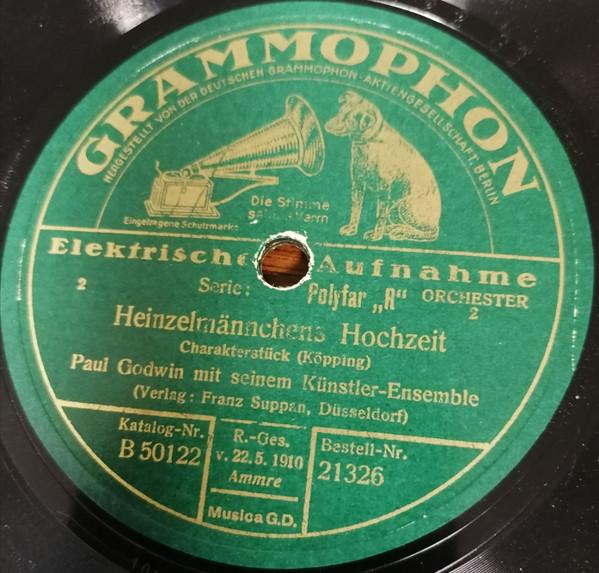 GRAMMOPHON
HERGESTELLT VON DER DEUTSCHEN GRAMMOPHON-AKTIENGESELLSCHAFT, BERLIN
Die Stimme
seines Herrn
Eingetragene Schutzmarke
Elektrische Aufnahme
2 Serie: Polyfar „R“ ORCHESTER
2
Heinzelmännchens Hochzeit
Charakterstück (Köpping)
Paul Godwin mit seinem Künstler-Ensemble
(Verlag: Franz Suppan, Düsseldorf)
Katalog-Nr.
B 50122
R.-Ges.
v. 22.5. 1910
Ammre
Musica G.D.
Bestell-Nr.
21326